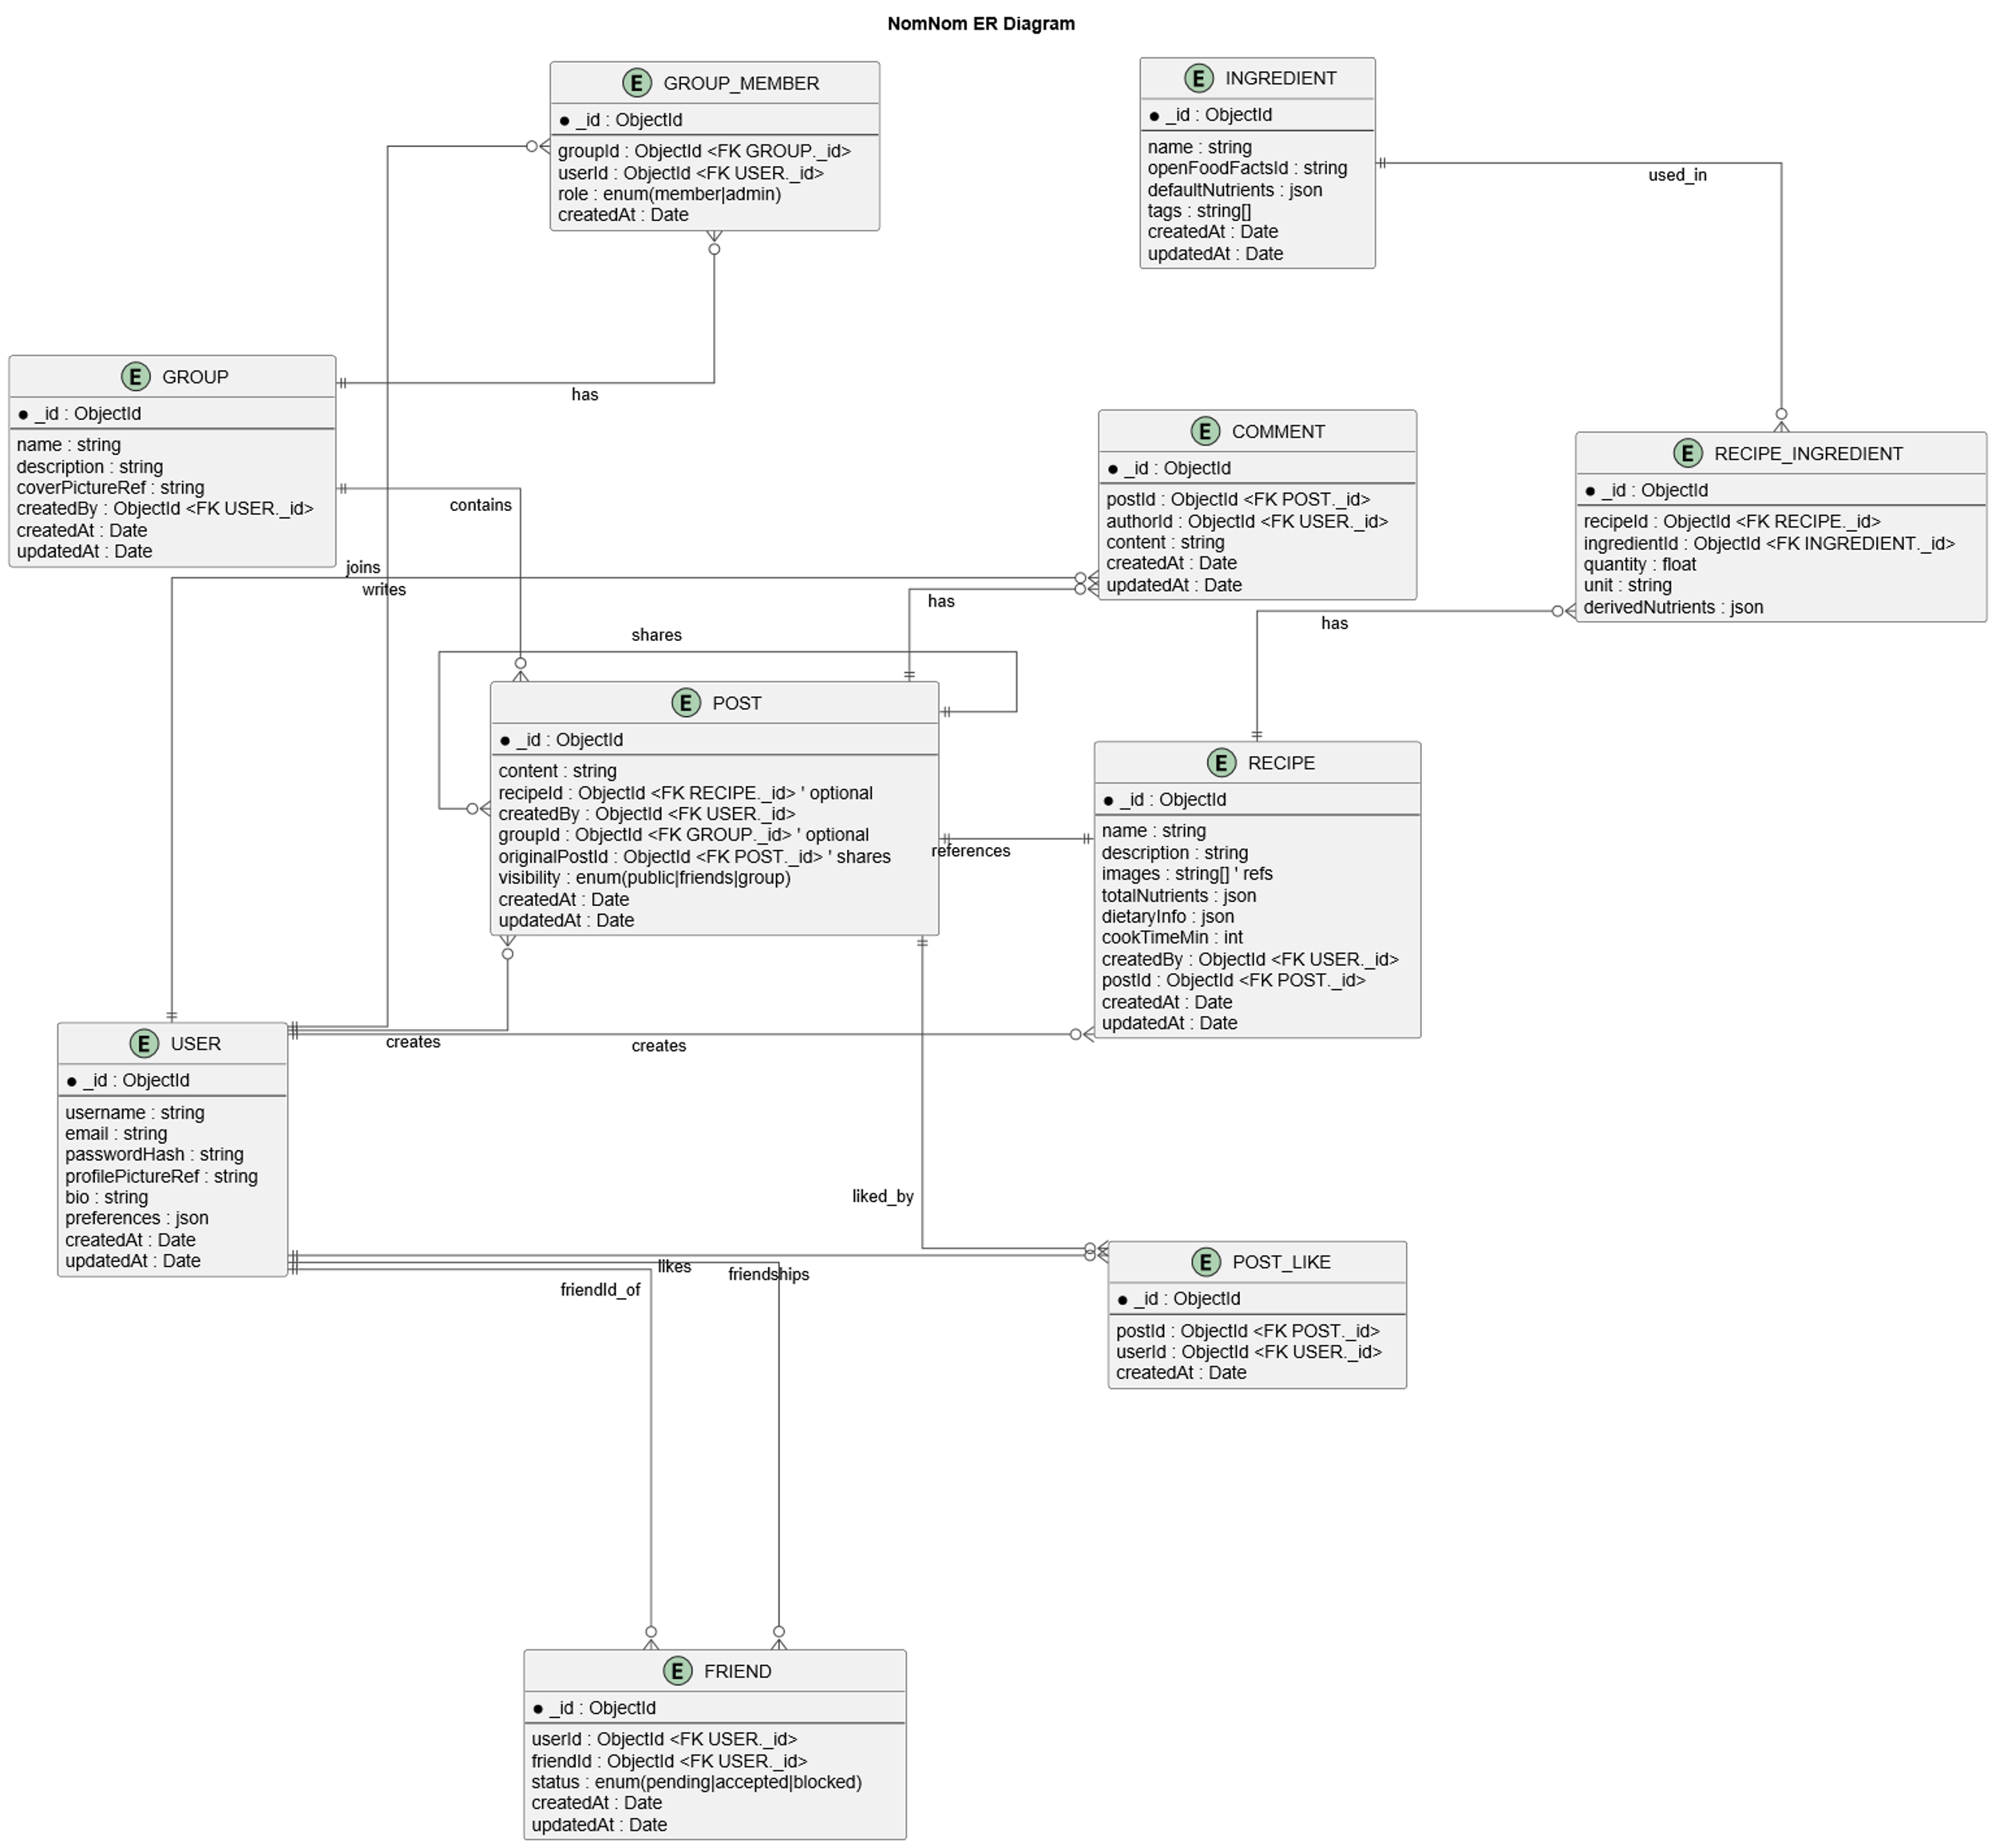 NomNom ER Diagram
E GROUP_MEMBER
_id : ObjectId
groupId : ObjectId <FK GROUP._id>
userId : ObjectId <FK USER._id>
role : enum(member|admin)
createdAt : Date
E INGREDIENT
_id : ObjectId
name : string
openFoodFactsId : string
defaultNutrients : json
tags : string[]
createdAt : Date
updatedAt : Date
used_in
E GROUP
_id : ObjectId
name : string
description : string
coverPictureRef : string
createdBy : ObjectId <FK USER._id>
createdAt : Date
updatedAt : Date
has
contains
joins
writes
E COMMENT
_id : ObjectId
postId : ObjectId <FK POST._id>
authorId : ObjectId <FK USER._id>
content : string
createdAt : Date
updatedAt : Date
has
E RECIPE_INGREDIENT
_id : ObjectId
recipeId : ObjectId <FK RECIPE._id>
ingredientId : ObjectId <FK INGREDIENT._id>
quantity : float
unit : string
derivedNutrients : json
has
shares
E POST
_id : ObjectId
content : string
recipeId : ObjectId <FK RECIPE._id> ' optional
createdBy : ObjectId <FK USER._id>
groupId : ObjectId <FK GROUP._id> ' optional
originalPostId : ObjectId <FK POST._id> ' shares
visibility : enum(public|friends|group)
createdAt : Date
updatedAt : Date
references
E RECIPE
_id : ObjectId
name : string
description : string
images : string[] ' refs
totalNutrients : json
dietaryInfo : json
cookTimeMin : int
createdBy : ObjectId <FK USER._id>
postId : ObjectId <FK POST._id>
createdAt : Date
updatedAt : Date
creates
creates
E USER
_id : ObjectId
username : string
email : string
passwordHash : string
profilePictureRef : string
bio : string
preferences : json
createdAt : Date
updatedAt : Date
liked_by
likes
friendships
friendId_of
E POST_LIKE
_id : ObjectId
postId : ObjectId <FK POST._id>
userId : ObjectId <FK USER._id>
createdAt : Date
E FRIEND
_id : ObjectId
userId : ObjectId <FK USER._id>
friendId : ObjectId <FK USER._id>
status : enum(pending|accepted|blocked)
createdAt : Date
updatedAt : Date